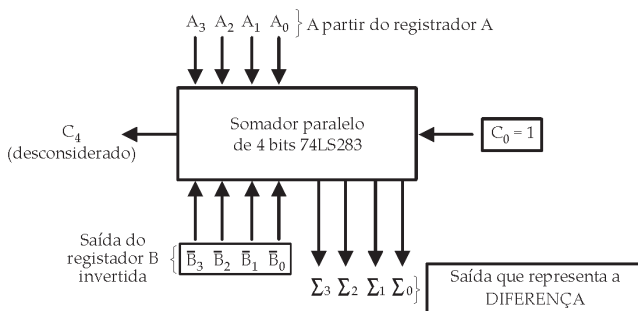 A₃ A₂ A₁ A₀ } A partir do registrador A
C₄
(desconsiderado)
Somador paralelo
de 4 bits 74LS283
C₀ = 1
Saída do
registador B
invertida
B̅₃ B̅₂ B̅₁ B̅₀
Σ₃ Σ₂ Σ₁ Σ₀
Saída que representa a
DIFERENÇA